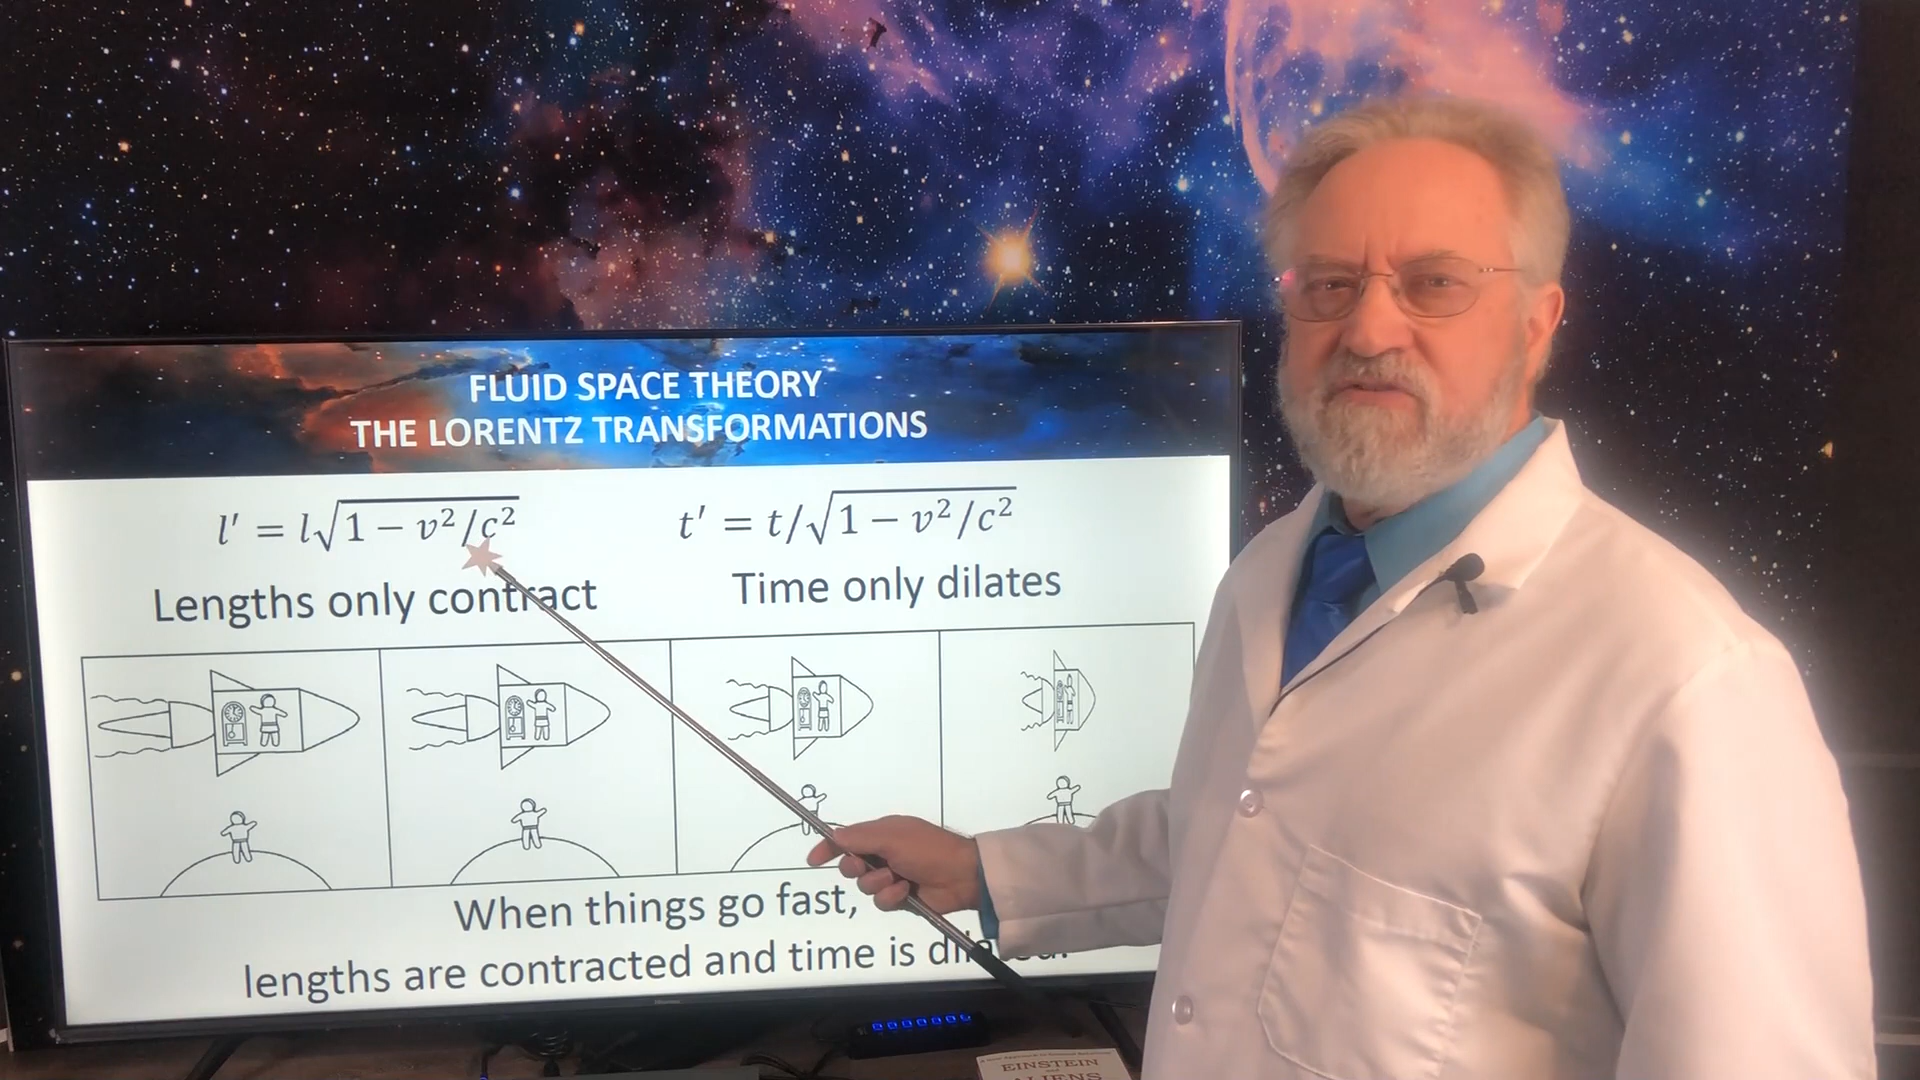 FLUID SPACE THEORY
THE LORENTZ TRANSFORMATIONS
l′ = l√1 − v²/c²
t′ = t/√1 − v²/c²
Lengths only contract
Time only dilates
When things go fast,
lengths are contracted and time is
EINSTEIN
ALIENS